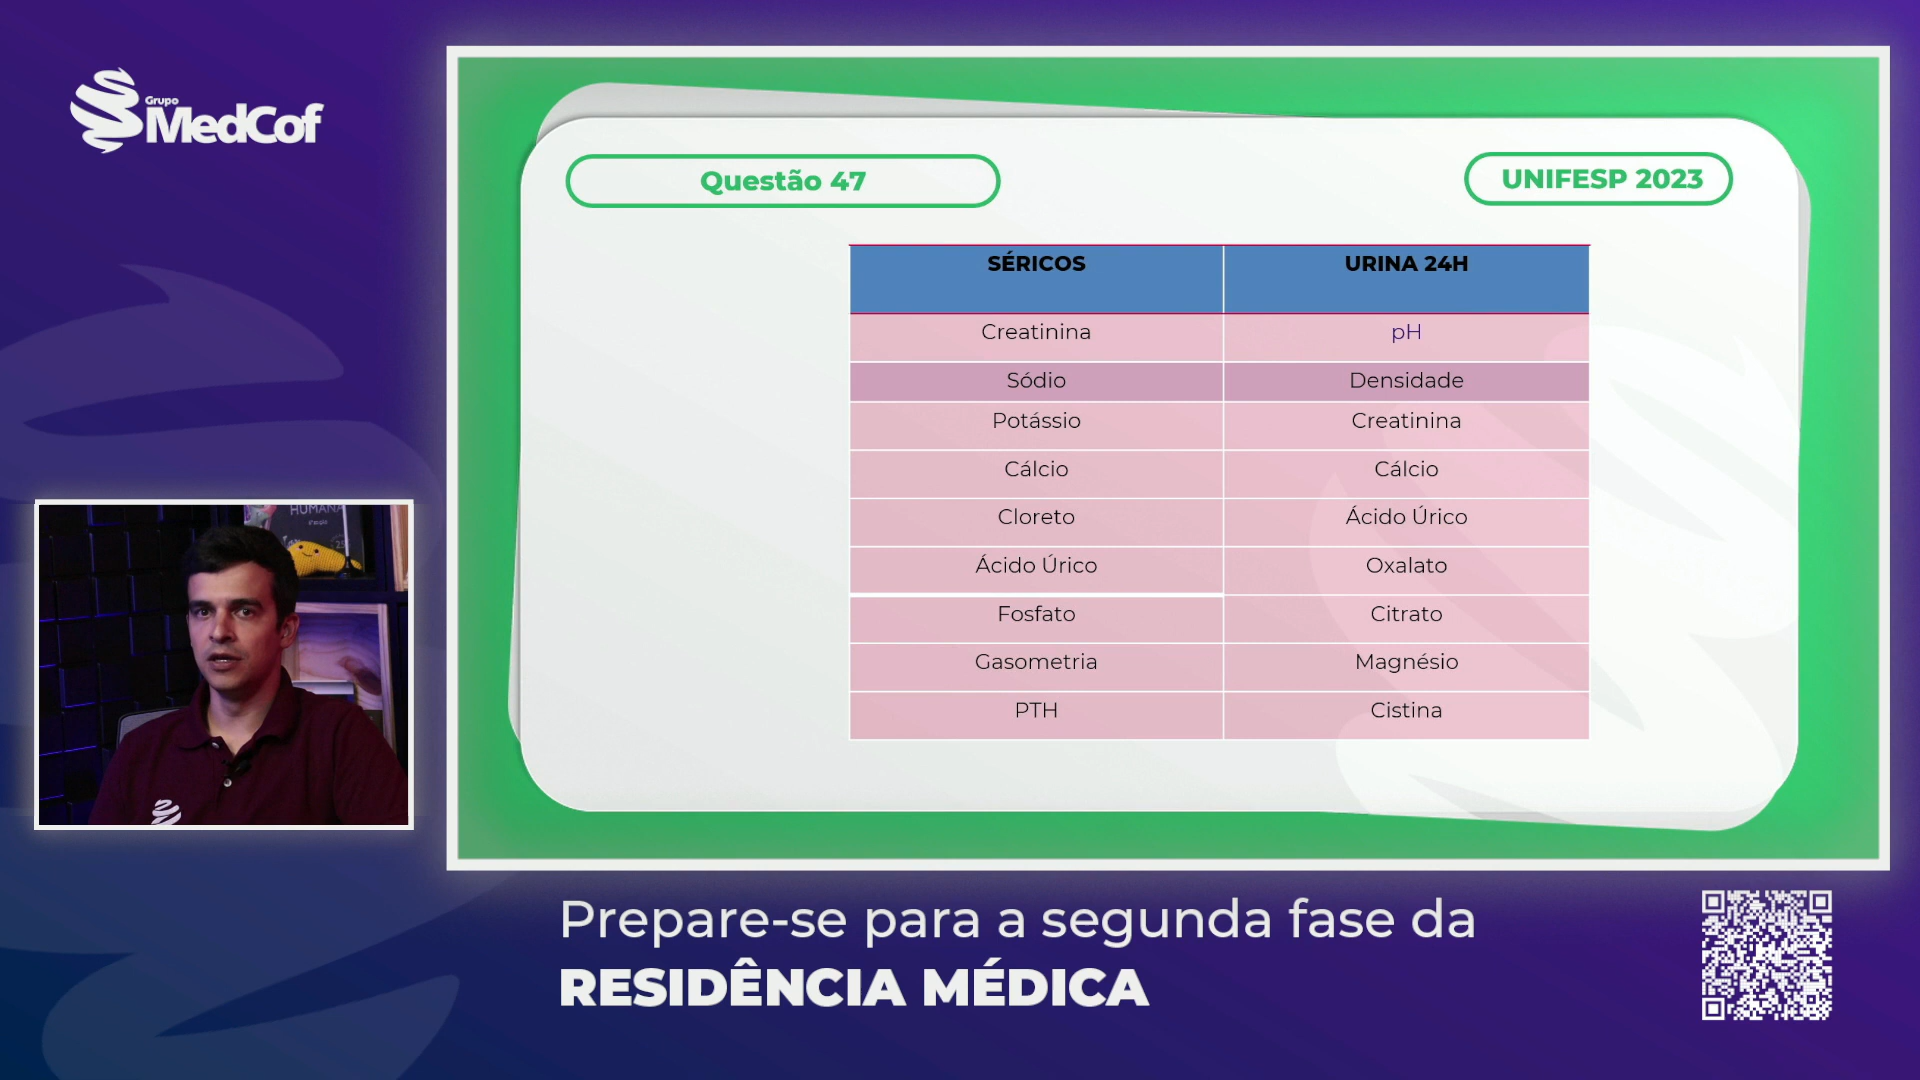 Grupo
MedCof
Questão 47
UNIFESP 2023
SÉRICOS URINA 24H
Creatinina pH
Sódio Densidade
Potássio Creatinina
Cálcio Cálcio
Cloreto Ácido Úrico
Ácido Úrico Oxalato
Fosfato Citrato
Gasometria Magnésio
PTH Cistina
HUMANA
Prepare-se para a segunda fase da
RESIDÊNCIA MÉDICA